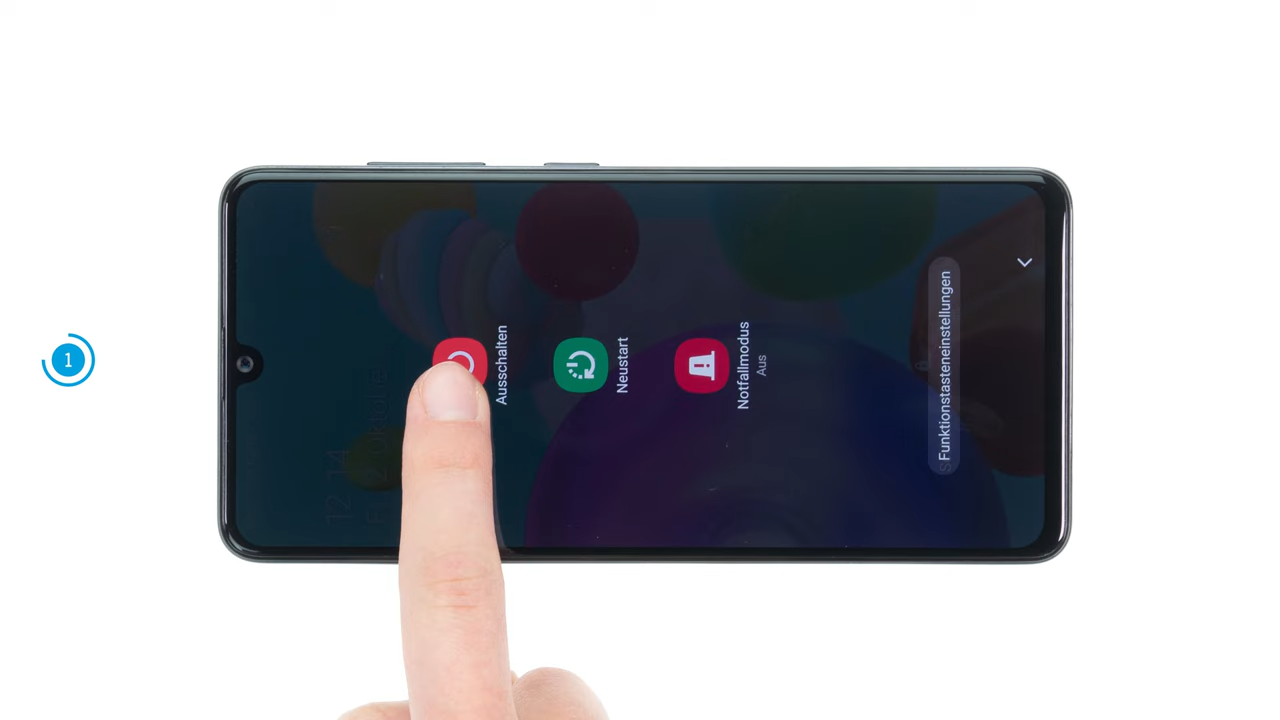 1
Ausschalten
Neustart
Notfallmodus
Aus
Funktionstasteneinstellungen